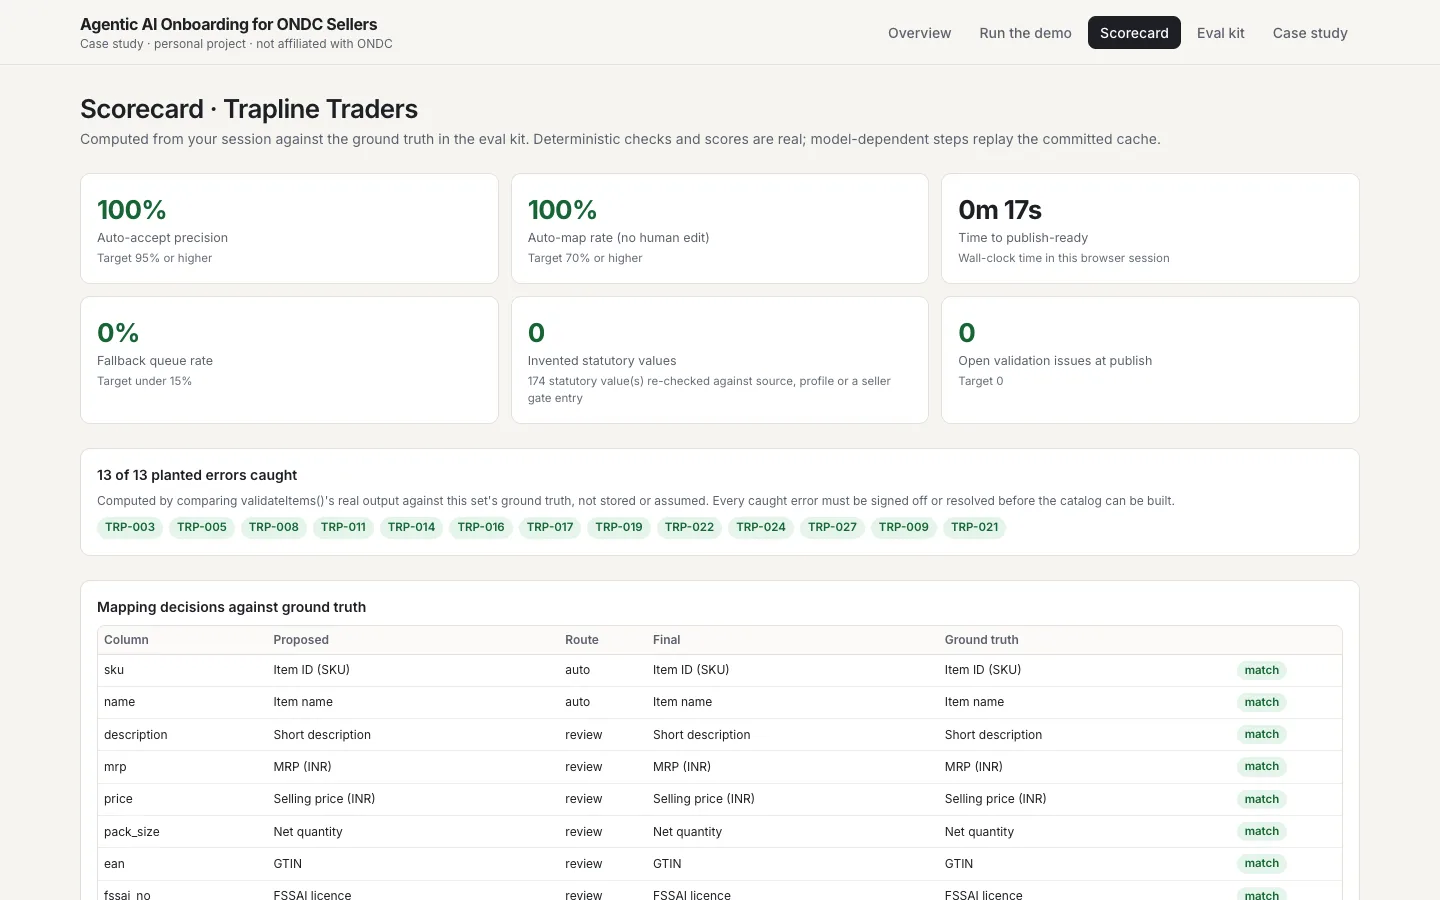 Agentic AI Onboarding for ONDC Sellers
Case study · personal project · not affiliated with ONDC
Overview
Run the demo
Scorecard
Eval kit
Case study
Scorecard · Trapline Traders
Computed from your session against the ground truth in the eval kit. Deterministic checks and scores are real; model-dependent steps replay the committed cache.
100%
Auto-accept precision
Target 95% or higher
100%
Auto-map rate (no human edit)
Target 70% or higher
0m 17s
Time to publish-ready
Wall-clock time in this browser session
0%
Fallback queue rate
Target under 15%
0
Invented statutory values
174 statutory value(s) re-checked against source, profile or a seller
gate entry
0
Open validation issues at publish
Target 0
13 of 13 planted errors caught
Computed by comparing validateItems()'s real output against this set's ground truth, not stored or assumed. Every caught error must be signed off or resolved before the catalog can be built.
TRP-003 TRP-005 TRP-008 TRP-011 TRP-014 TRP-016 TRP-017 TRP-019 TRP-022 TRP-024 TRP-027 TRP-009 TRP-021
Mapping decisions against ground truth
Column Proposed Route Final Ground truth
sku Item ID (SKU) auto Item ID (SKU) Item ID (SKU) match
name Item name auto Item name Item name match
description Short description review Short description Short description match
mrp MRP (INR) review MRP (INR) MRP (INR) match
price Selling price (INR) review Selling price (INR) Selling price (INR) match
pack_size Net quantity review Net quantity Net quantity match
ean GTIN review GTIN GTIN match
fssai_no FSSAI licence review FSSAI licence FSSAI licence match